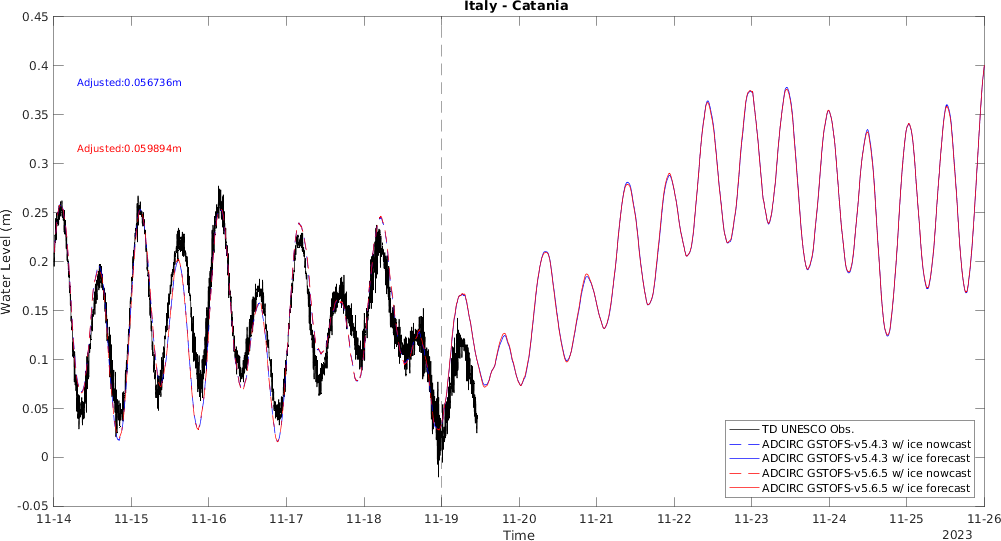 Italy - Catania
0.45
0.4
0.35
0.3
0.25
0.2
0.15
0.1
0.05
0
-0.05
Water Level (m)
Adjusted:0.056736m
Adjusted:0.059894m
TD UNESCO Obs.
ADCIRC GSTOFS-v5.4.3 w/ ice nowcast
ADCIRC GSTOFS-v5.4.3 w/ ice forecast
ADCIRC GSTOFS-v5.6.5 w/ ice nowcast
ADCIRC GSTOFS-v5.6.5 w/ ice forecast
11-14 11-15 11-16 11-17 11-18 11-19 11-20 11-21 11-22 11-23 11-24 11-25 11-26
Time
2023